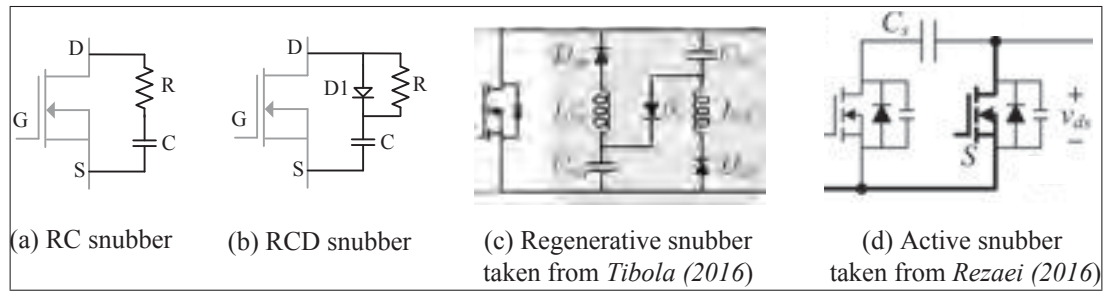 D
R
G
C
S
(a) RC snubber
D
D1
R
G
C
S
(b) RCD snubber
(c) Regenerative snubber
taken from Tibola (2016)
C_s
S
+
v_ds
−
(d) Active snubber
taken from Rezaei (2016)